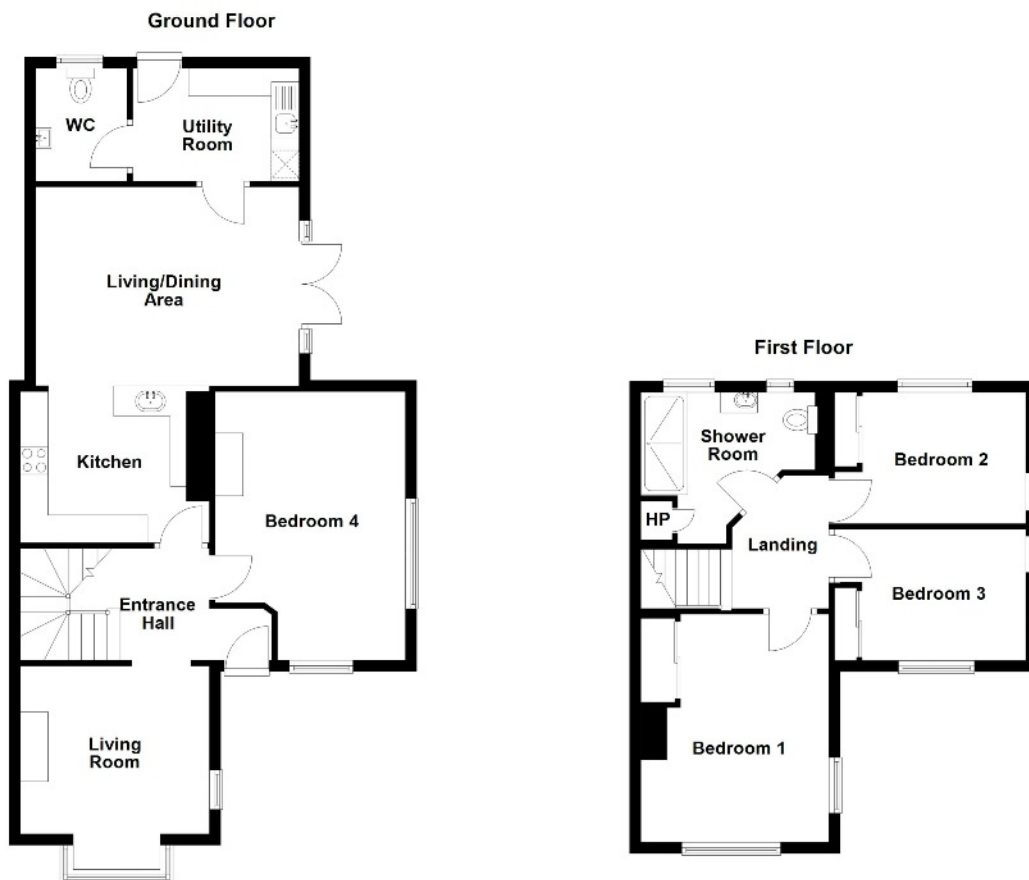 Ground Floor
WC
Utility
Room
Living/Dining
Area
Kitchen
Bedroom 4
Entrance
Hall
Living
Room
First Floor
Shower
Room
Bedroom 2
HP
Landing
Bedroom 3
Bedroom 1